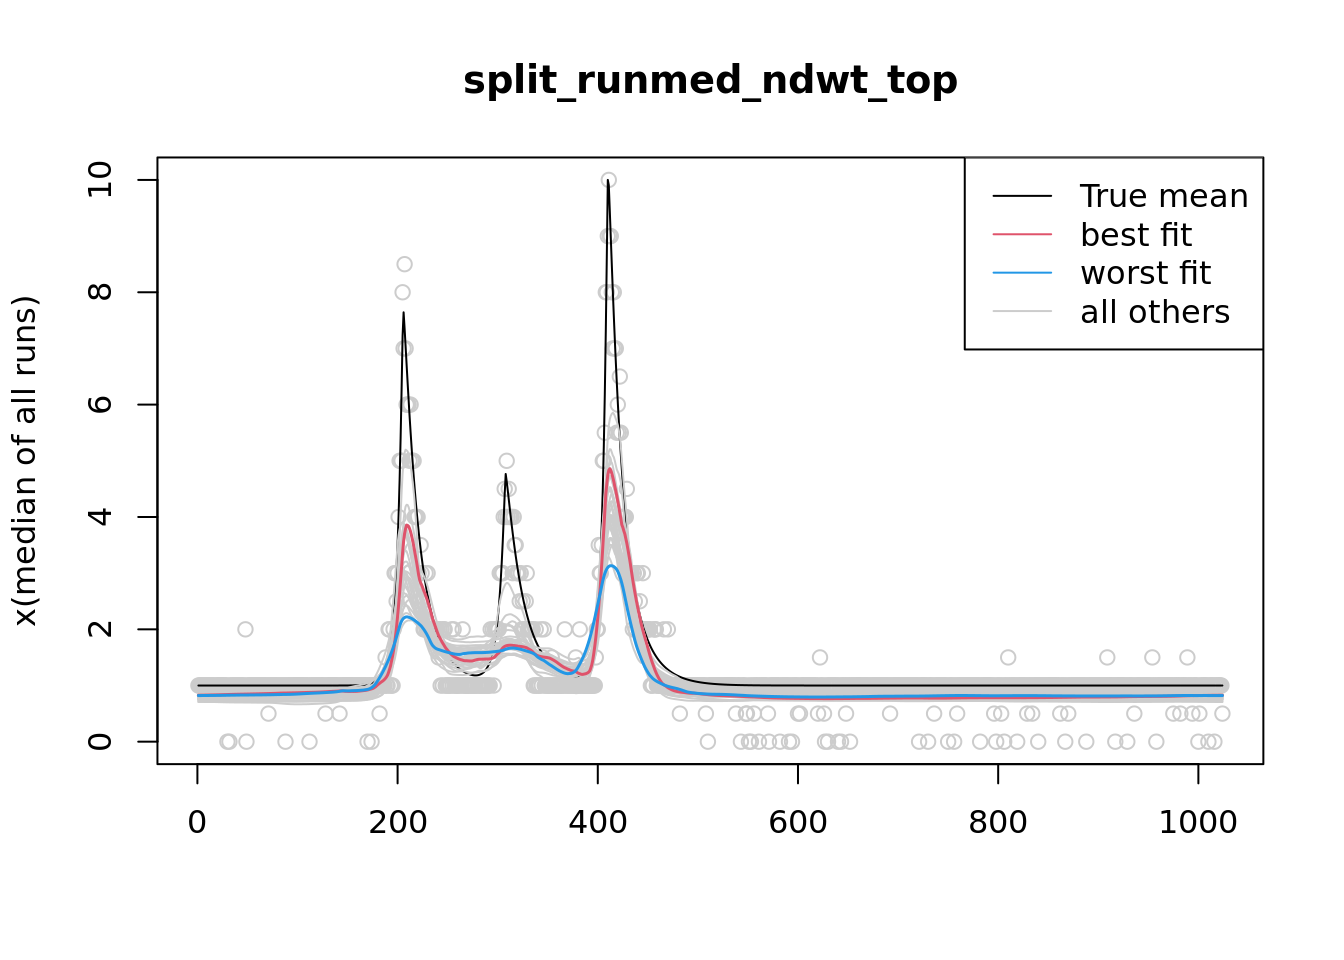 split_runmed_ndwt_top
True mean
best fit
worst fit
all others
x(median of all runs)
10
8
6
4
2
0
0 200 400 600 800 1000